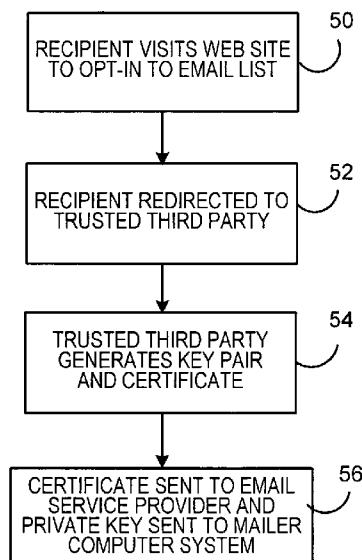 50
RECIPIENT VISITS WEB SITE
TO OPT-IN TO EMAIL LIST
52
RECIPIENT REDIRECTED TO
TRUSTED THIRD PARTY
54
TRUSTED THIRD PARTY
GENERATES KEY PAIR
AND CERTIFICATE
56
CERTIFICATE SENT TO EMAIL
SERVICE PROVIDER AND
PRIVATE KEY SENT TO MAILER
COMPUTER SYSTEM